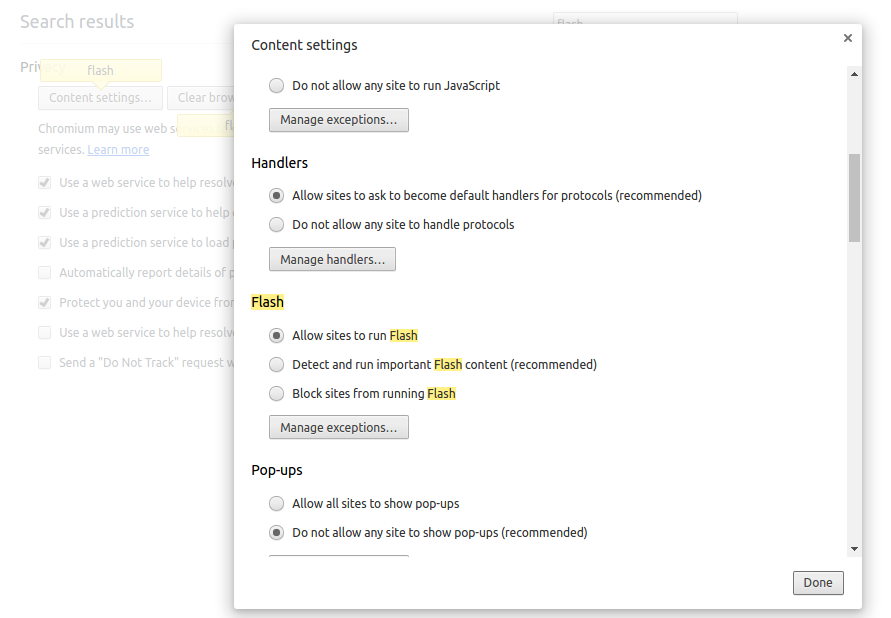 Search results
flash
Privacy
flash
Content settings...
Clear brow
Chromium may use web se
fl
services. Learn more
Use a web service to help resolve
Use a prediction service to help
Use a prediction service to load
Automatically report details of p
Protect you and your device from
Use a web service to help resolve
Send a "Do Not Track" request w
Content settings
Do not allow any site to run JavaScript
Manage exceptions...
Handlers
Allow sites to ask to become default handlers for protocols (recommended)
Do not allow any site to handle protocols
Manage handlers...
Flash
Allow sites to run Flash
Detect and run important Flash content (recommended)
Block sites from running Flash
Manage exceptions...
Pop-ups
Allow all sites to show pop-ups
Do not allow any site to show pop-ups (recommended)
Done